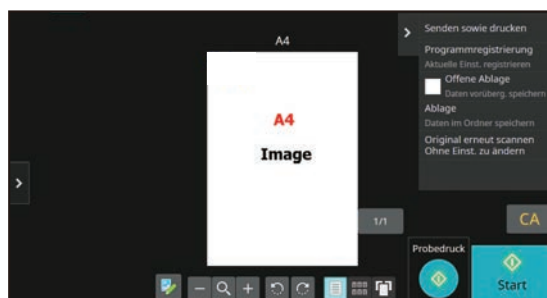 A4
A4
Image
1/1
Senden sowie drucken
Programmregistrierung
Aktuelle Einst. registrieren
Offene Ablage
Daten vorüberg. speichern
Ablage
Daten im Ordner speichern
Original erneut scannen
Ohne Einst. zu ändern
CA
Probedruck
Start